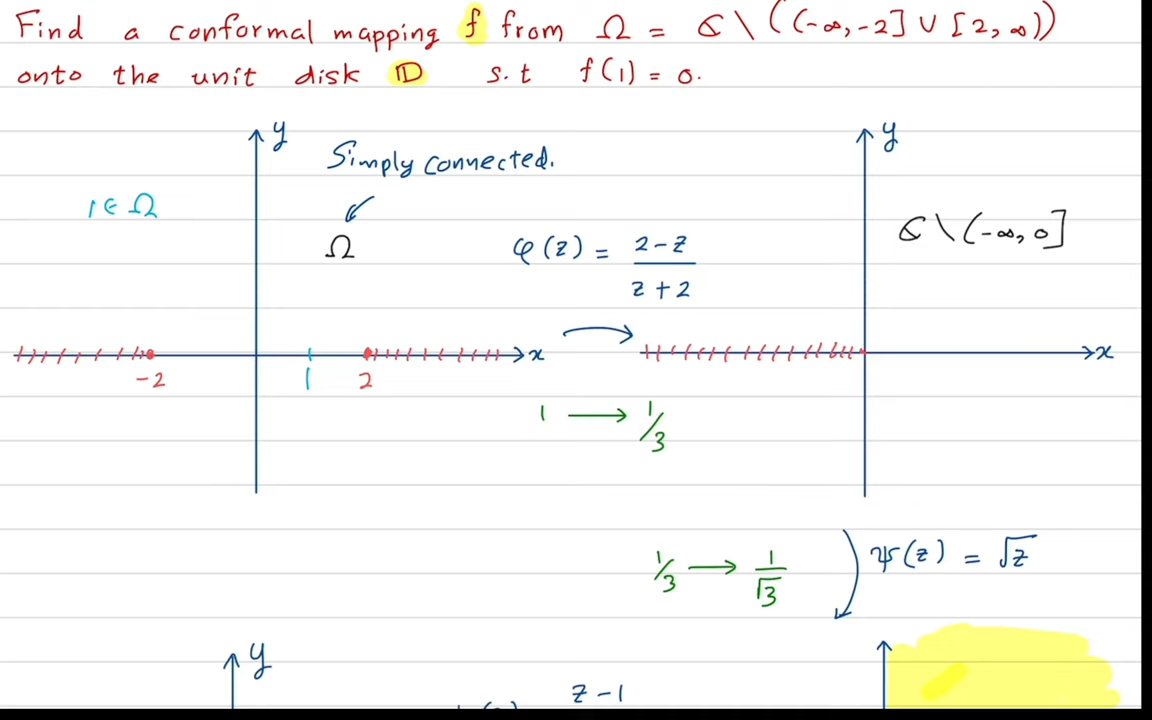 Find a conformal mapping f from Ω = ℂ \ ((-∞, -2] ∪ [2, ∞))
onto the unit disk 𝔻 s.t f(1) = 0.
y
Simply connected.
y
1 ∈ Ω
Ω
φ(z) = 2-z / z+2
ℂ \ (-∞, 0]
x
x
-2
1
2
1 → 1/3
1/3 → 1/√3
ψ(z) = √z
y
z-1